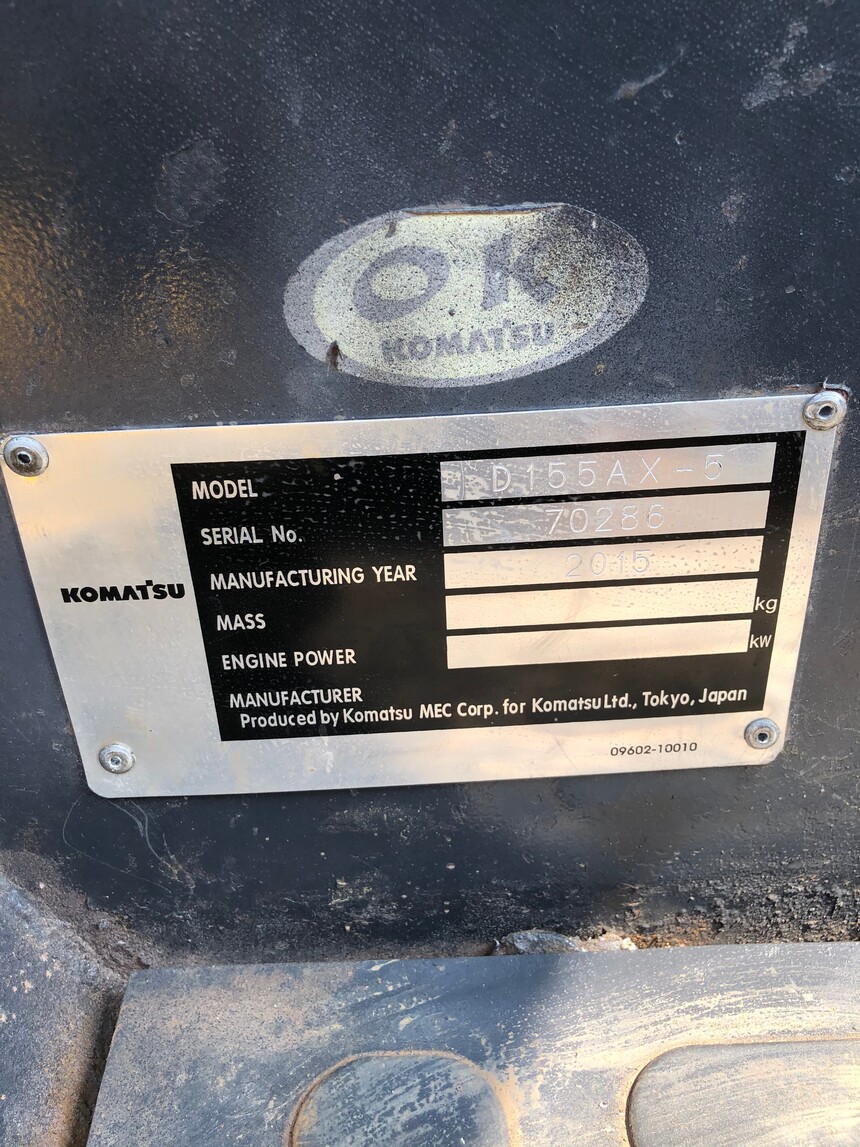 OK
KOMATSU
MODEL D155AX-5
SERIAL No. 70286
MANUFACTURING YEAR 2015
KOMATSU
MASS kg
ENGINE POWER kW
MANUFACTURER
Produced by Komatsu MEC Corp. for Komatsu Ltd., Tokyo, Japan
09602-10010